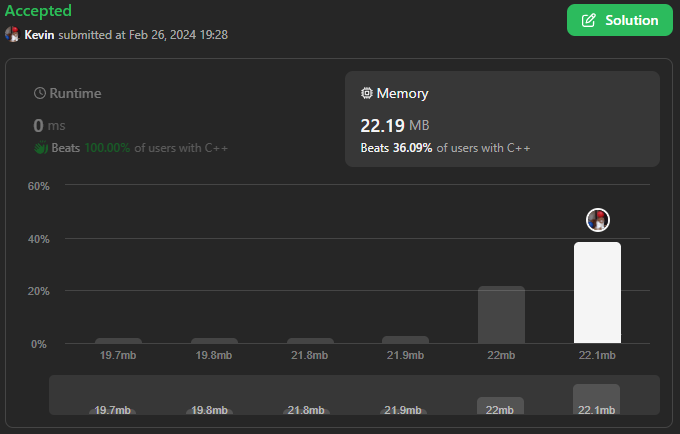 Accepted
Solution
Kevin submitted at Feb 26, 2024 19:28
Runtime
0 ms
Beats 100.00% of users with C++
Memory
22.19 MB
Beats 36.09% of users with C++
60%
40%
20%
0%
19.7mb 19.8mb 21.8mb 21.9mb 22mb 22.1mb
19.7mb 19.8mb 21.8mb 21.9mb 22mb 22.1mb